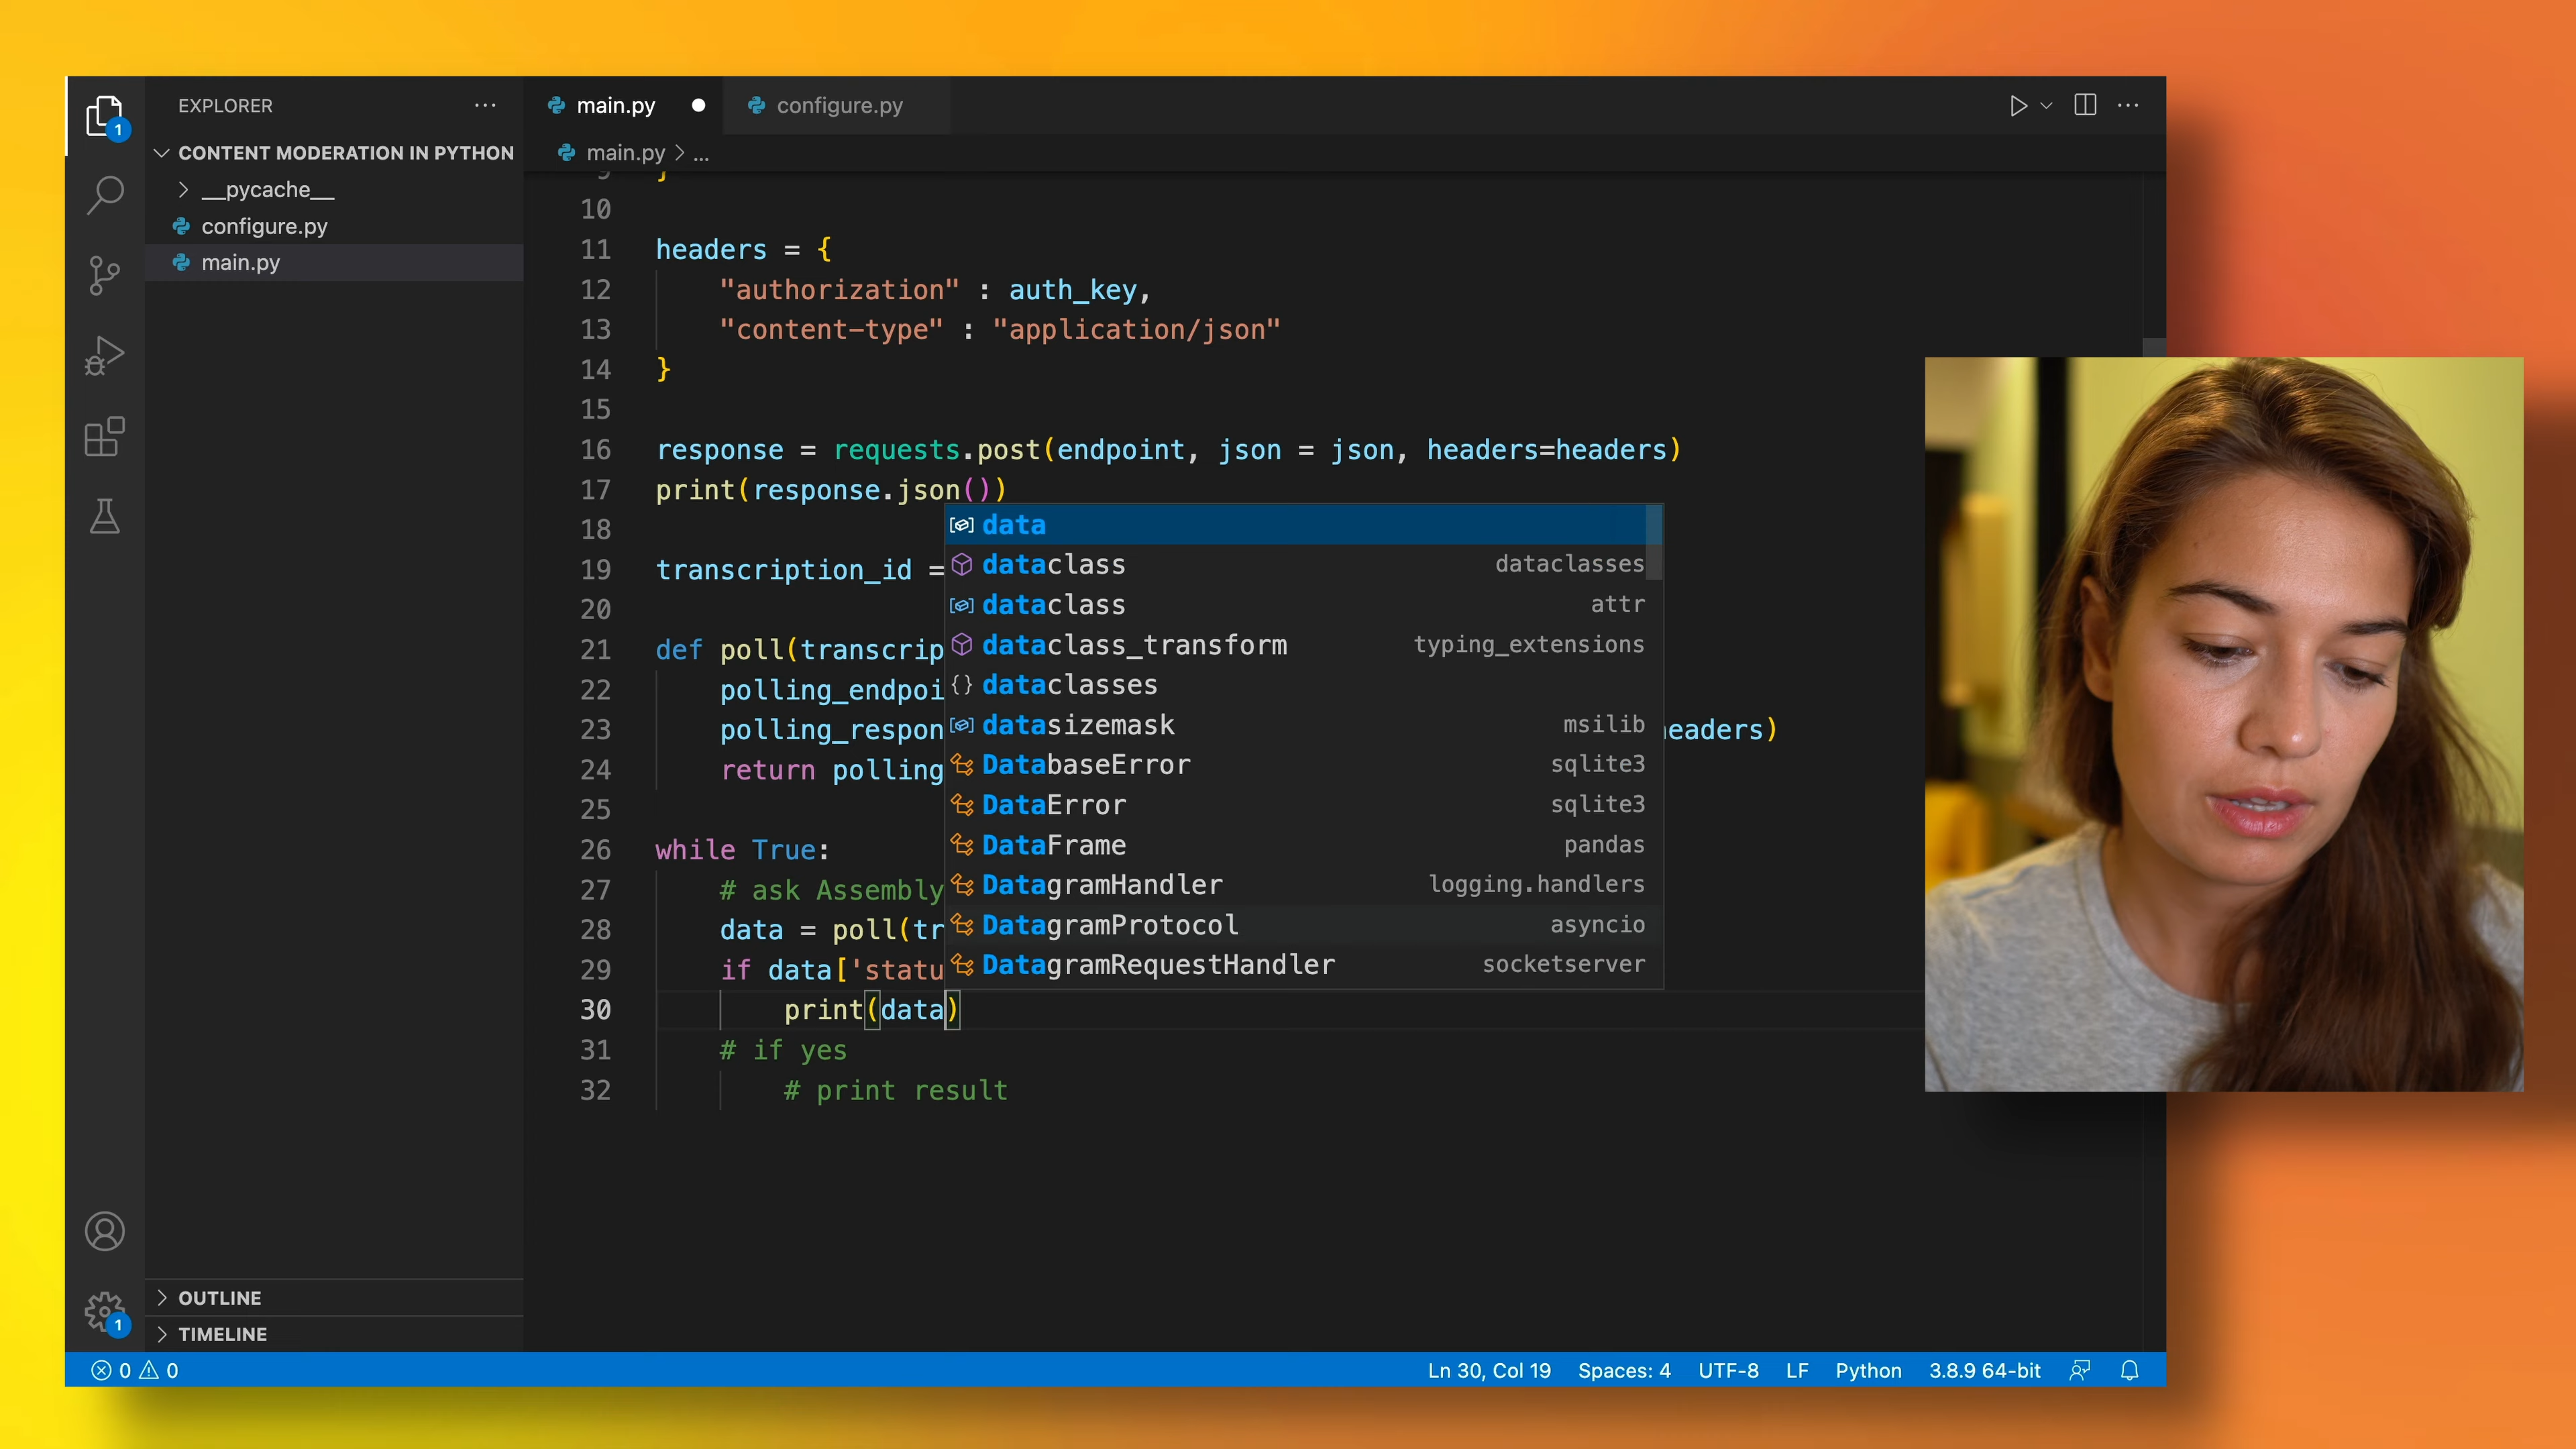 EXPLORER
CONTENT MODERATION IN PYTHON
__pycache__
configure.py
main.py
OUTLINE
TIMELINE
main.py
configure.py
main.py > ...
9 }
10
11 headers = {
12 "authorization" : auth_key,
13 "content-type" : "application/json"
14 }
15
16 response = requests.post(endpoint, json = json, headers=headers)
17 print(response.json())
18
19 transcription_id =
20
21 def poll(transcrip
22 polling_endpoi
23 polling_respon eaders)
24 return polling
25
26 while True:
27 # ask Assembly
28 data = poll(tr
29 if data['statu
30 print(data)
31 # if yes
32 # print result
data
dataclass dataclasses
dataclass attr
dataclass_transform typing_extensions
dataclasses
datasizemask msilib
DatabaseError sqlite3
DataError sqlite3
DataFrame pandas
DatagramHandler logging.handlers
DatagramProtocol asyncio
DatagramRequestHandler socketserver
1
1
0 0
Ln 30, Col 19 Spaces: 4 UTF-8 LF Python 3.8.9 64-bit